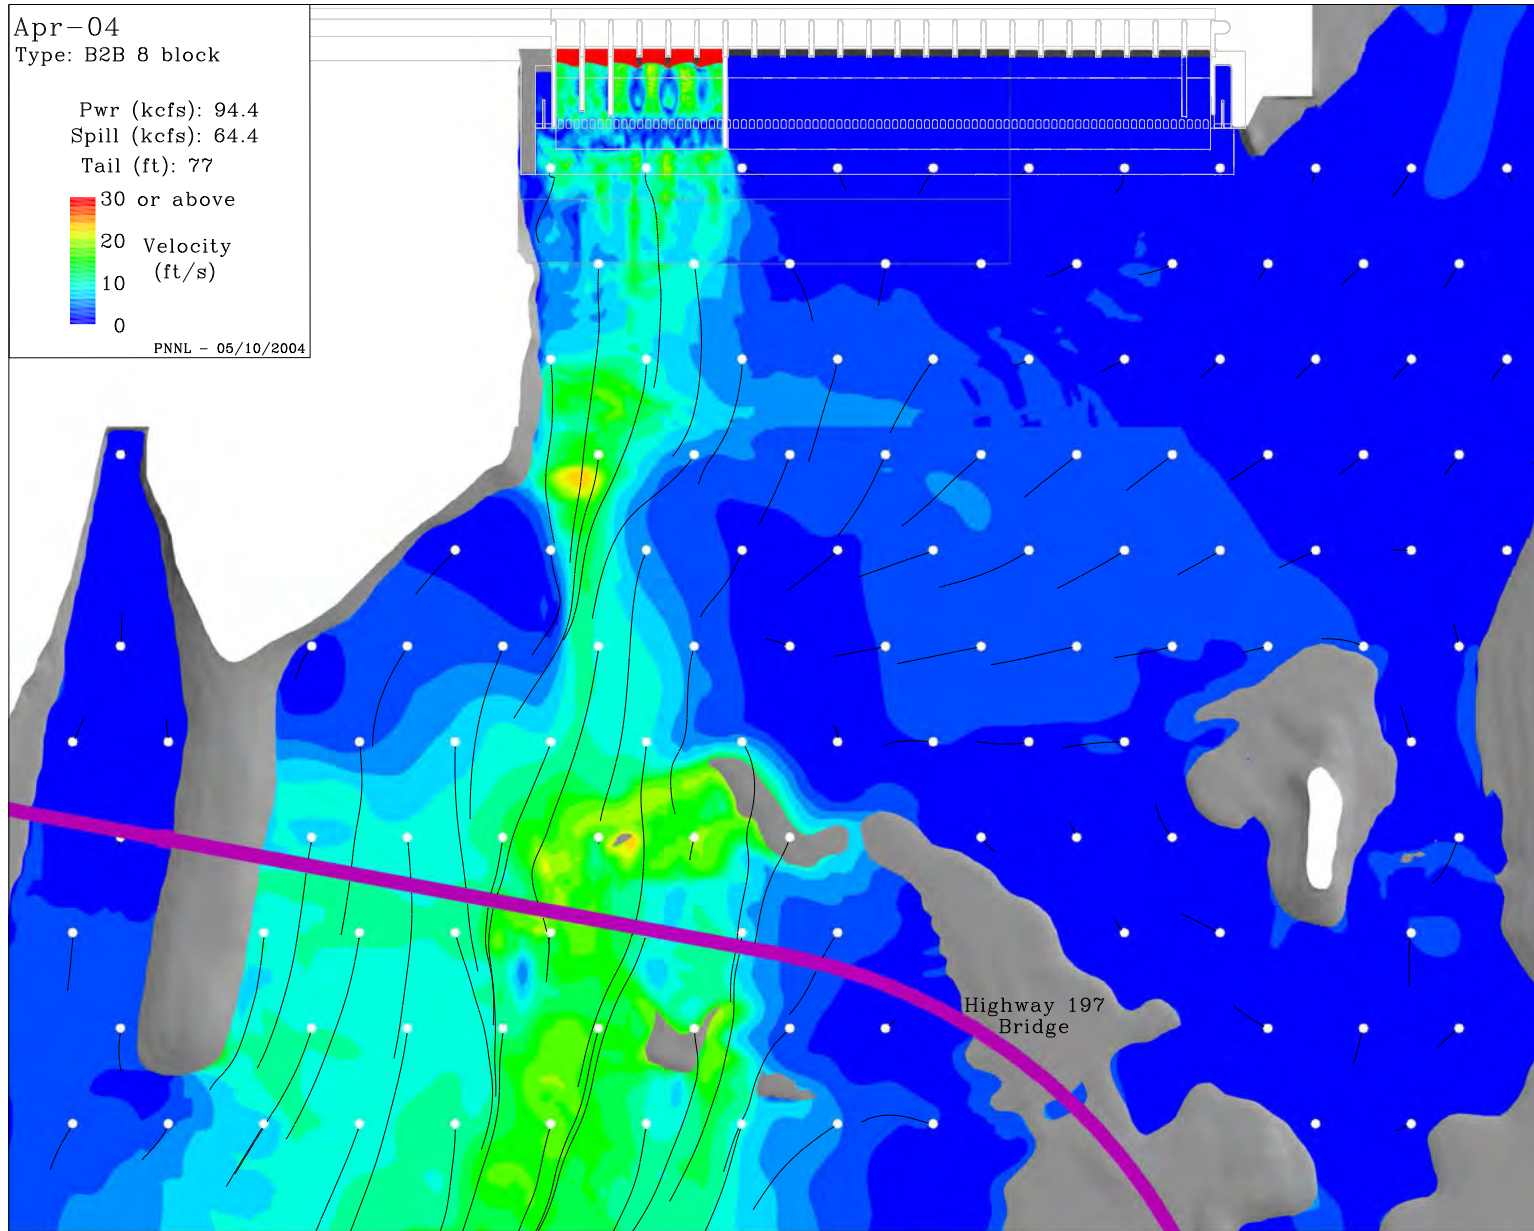 Apr-04
Type: B2B 8 block
Pwr (kcfs): 94.4
Spill (kcfs): 64.4
Tail (ft): 77
30 or above
20
Velocity
(ft/s)
10
0
PNNL - 05/10/2004
Highway 197
Bridge